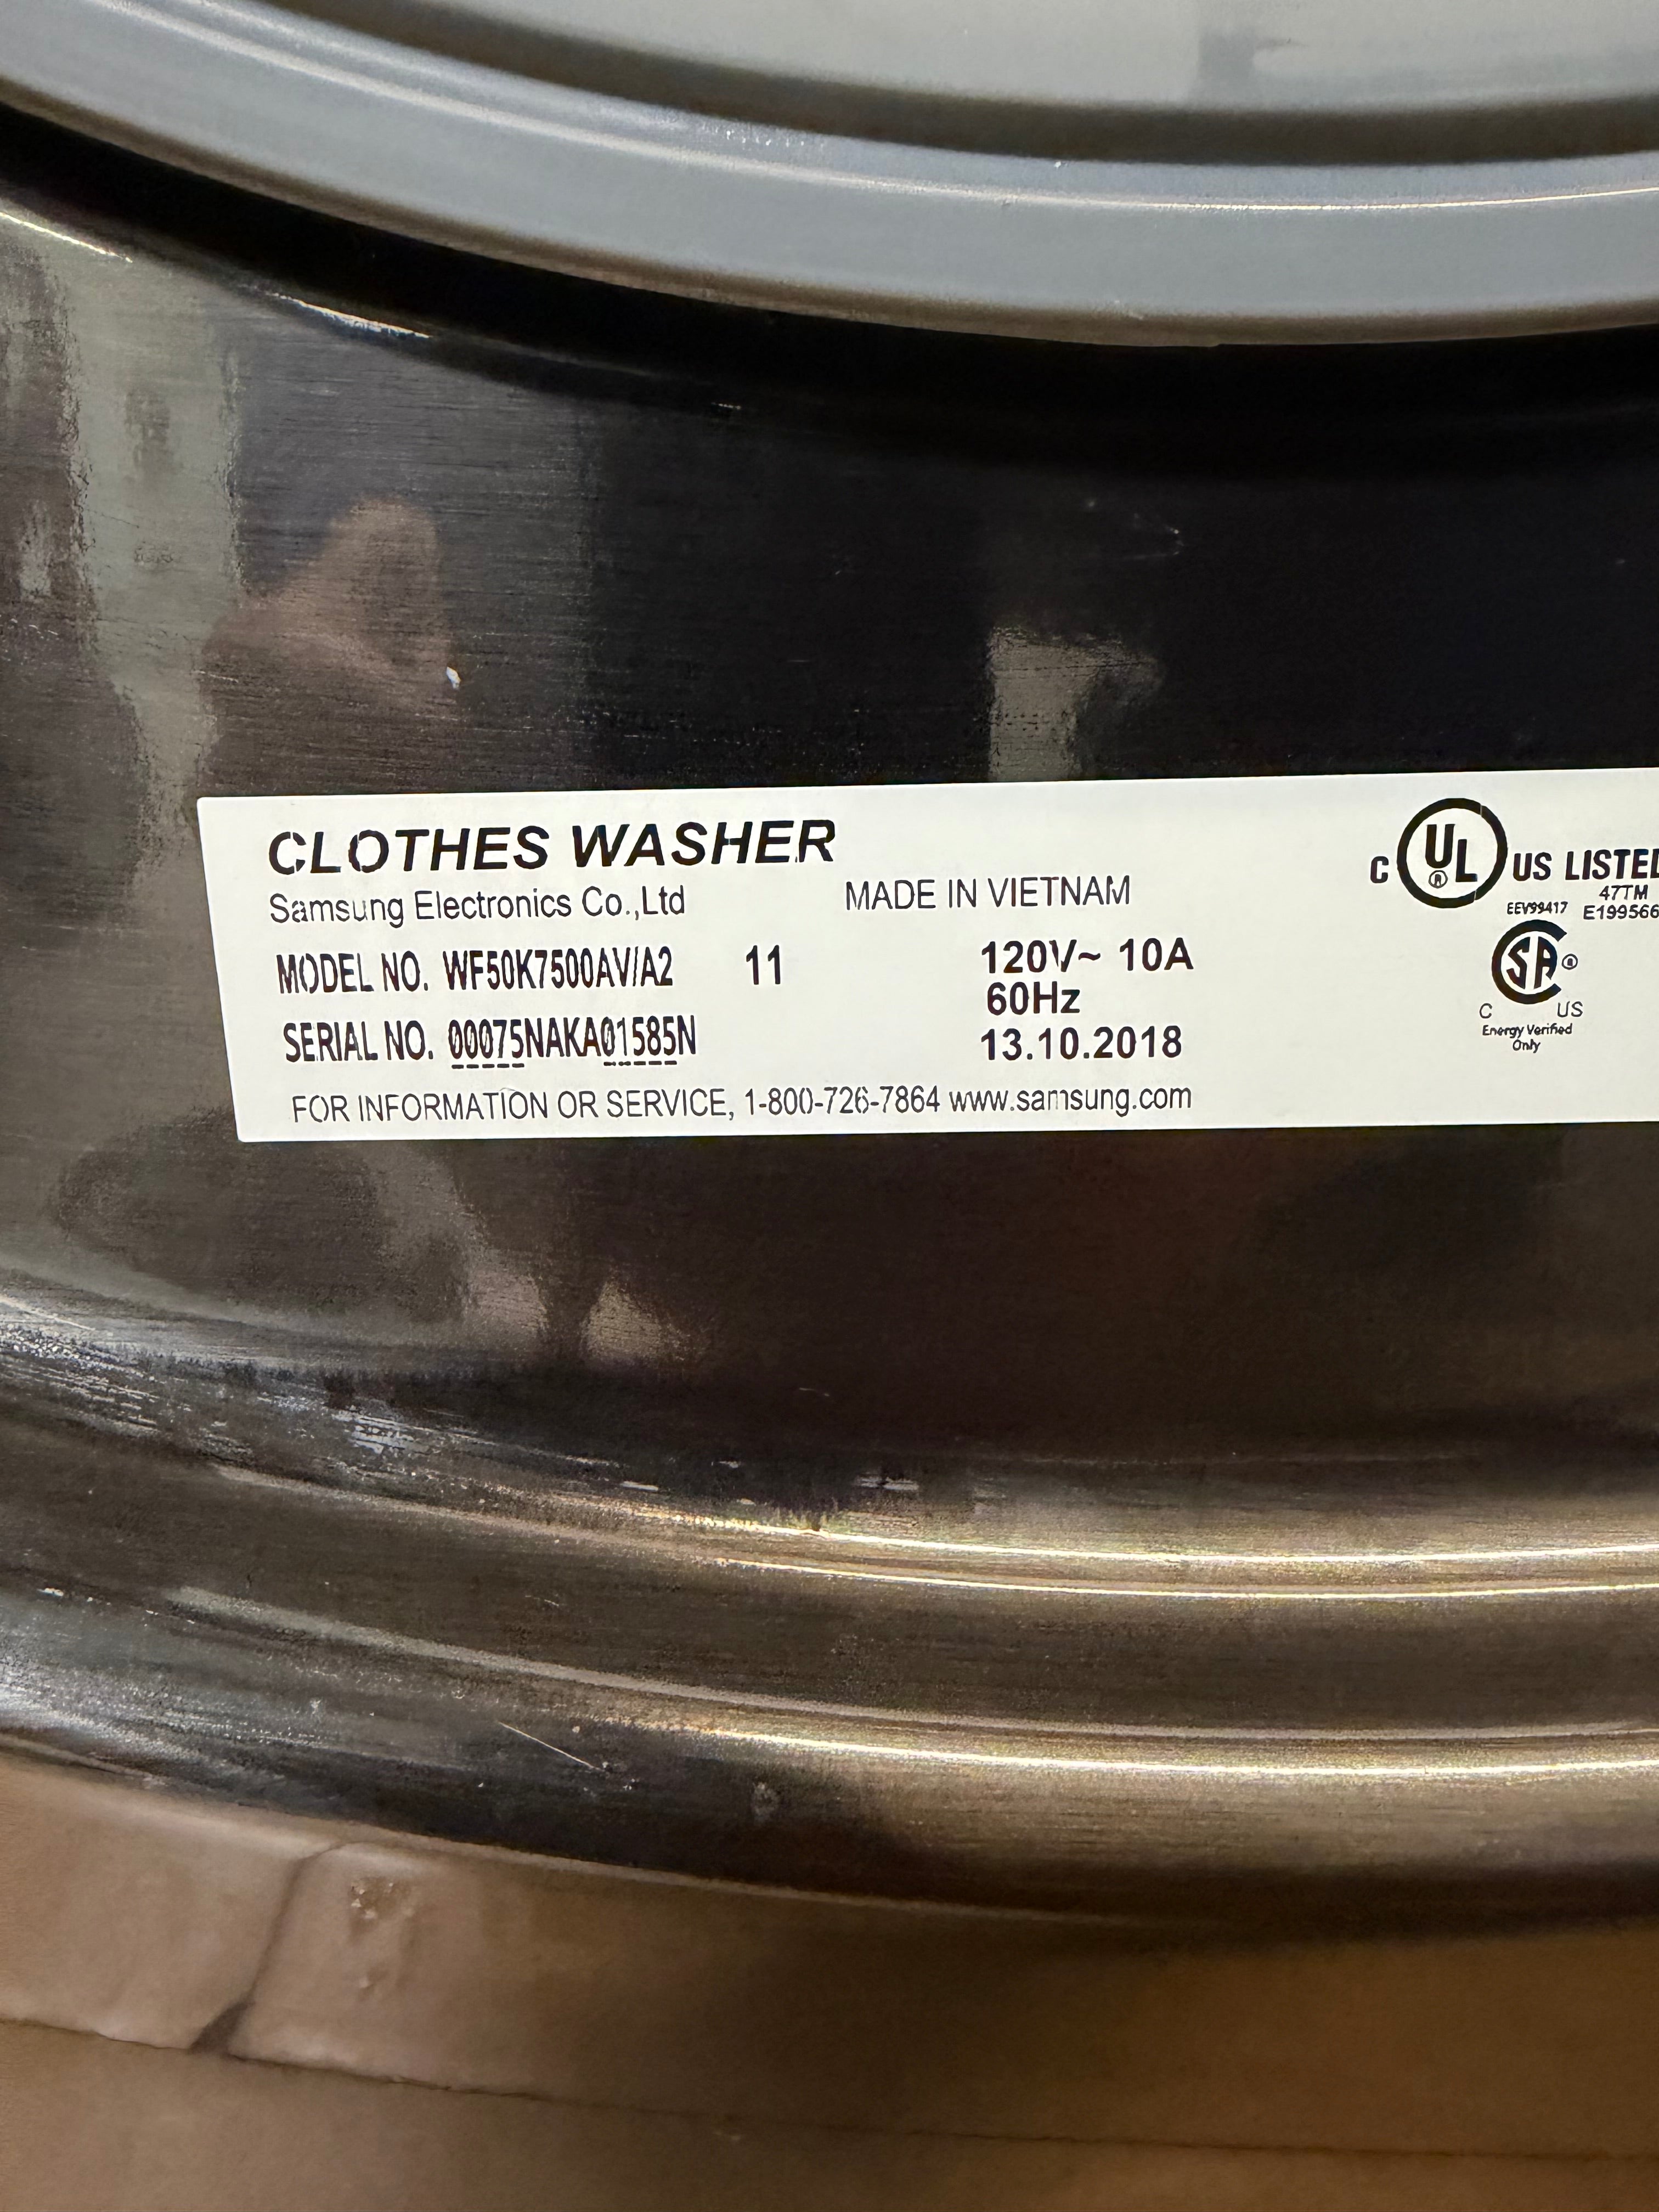 CLOTHES WASHER
Samsung Electronics Co.,Ltd MADE IN VIETNAM
MODEL NO. WF50K7500AV/A2 11 120V~ 10A
60Hz
SERIAL NO. 00075NAKA01585N 13.10.2018
FOR INFORMATION OR SERVICE, 1-800-726-7864 www.samsung.com
C UL ® US LISTED
47TM
EEV99417 E199566
SA ®
C US
Energy Verified
Only